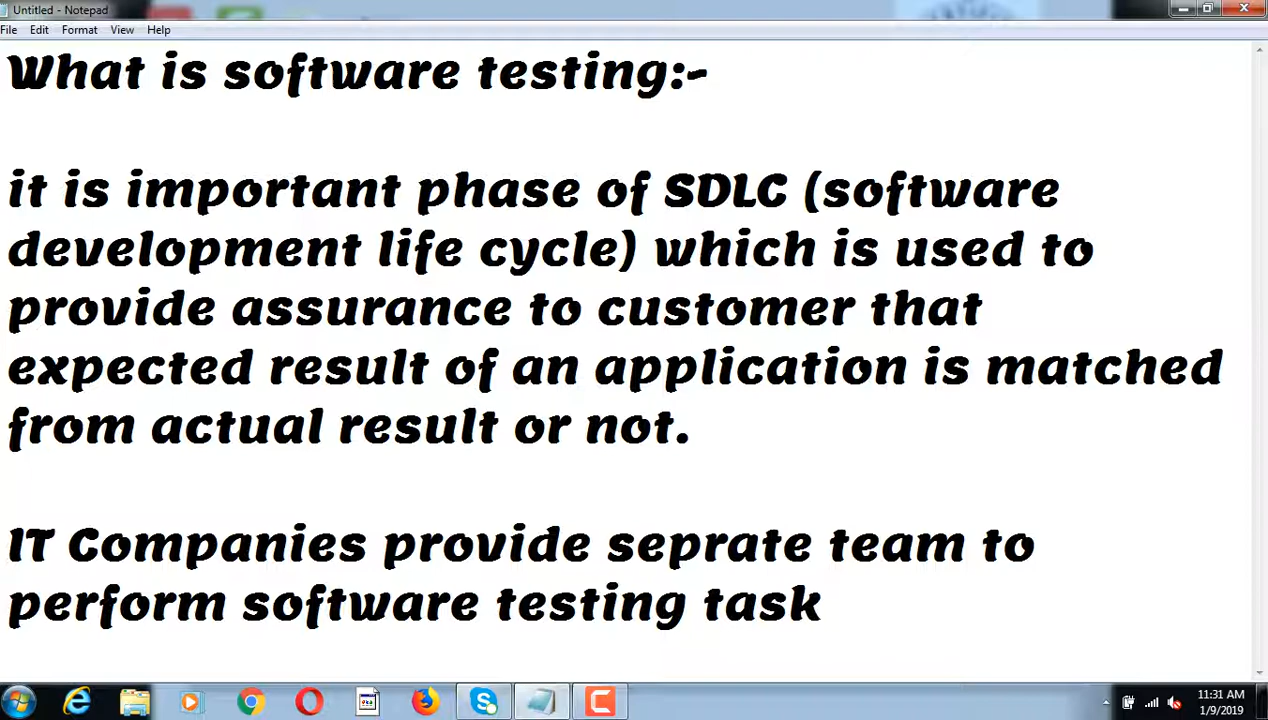 Untitled - Notepad
File Edit Format View Help
What is software testing:-
it is important phase of SDLC (software
development life cycle) which is used to
provide assurance to customer that
expected result of an application is matched
from actual result or not.
IT Companies provide seprate team to
perform software testing task
11:31 AM
1/9/2019